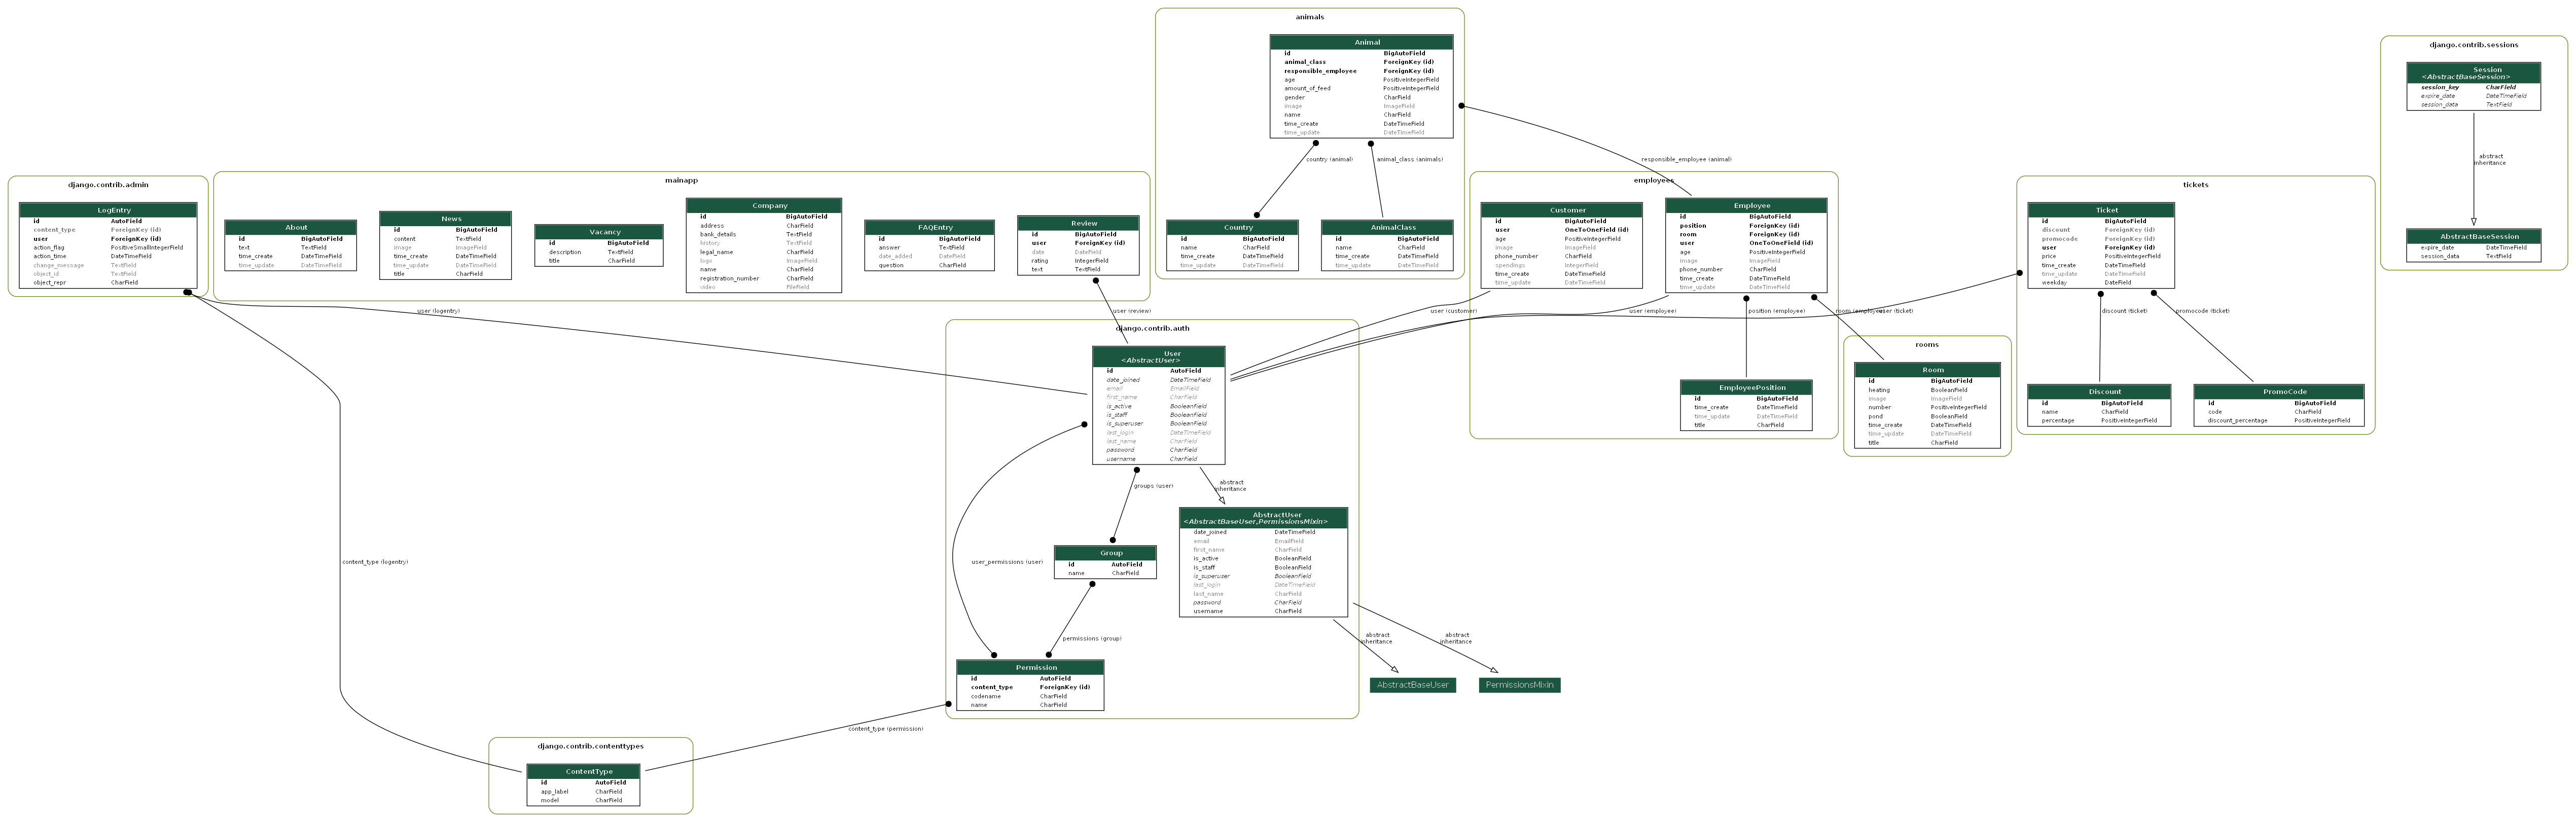 animals
Animal
id BigAutoField
animal_class ForeignKey (id)
responsible_employee ForeignKey (id)
age PositiveIntegerField
amount_of_feed PositiveIntegerField
gender CharField
image ImageField
name CharField
time_create DateTimeField
time_update DateTimeField
country (animal)
animal_class (animals)
responsible_employee (animal)
Country
id BigAutoField
name CharField
time_create DateTimeField
time_update DateTimeField
AnimalClass
id BigAutoField
name CharField
time_create DateTimeField
time_update DateTimeField
django.contrib.sessions
Session
<AbstractBaseSession>
session_key CharField
expire_date DateTimeField
session_data TextField
abstract
inheritance
AbstractBaseSession
expire_date DateTimeField
session_data TextField
django.contrib.admin
LogEntry
id AutoField
content_type ForeignKey (id)
user ForeignKey (id)
action_flag PositiveSmallIntegerField
action_time DateTimeField
change_message TextField
object_id TextField
object_repr CharField
mainapp
About
id BigAutoField
text TextField
time_create DateTimeField
time_update DateTimeField
News
id BigAutoField
content TextField
image ImageField
time_create DateTimeField
time_update DateTimeField
title CharField
Vacancy
id BigAutoField
description TextField
title CharField
Company
id BigAutoField
address CharField
bank_details TextField
history TextField
legal_name CharField
logo ImageField
name CharField
registration_number CharField
video FileField
FAQEntry
id BigAutoField
answer TextField
date_added DateField
question CharField
Review
id BigAutoField
user ForeignKey (id)
date DateField
rating IntegerField
text TextField
employees
Customer
id BigAutoField
user OneToOneField (id)
age PositiveIntegerField
image ImageField
phone_number CharField
spendings IntegerField
time_create DateTimeField
time_update DateTimeField
Employee
id BigAutoField
position ForeignKey (id)
room ForeignKey (id)
user OneToOneField (id)
age PositiveIntegerField
image ImageField
phone_number CharField
time_create DateTimeField
time_update DateTimeField
tickets
Ticket
id BigAutoField
discount ForeignKey (id)
promocode ForeignKey (id)
user ForeignKey (id)
price PositiveIntegerField
time_create DateTimeField
time_update DateTimeField
weekday DateField
user (logentry)
user (review)
user (customer)
user (employee)
position (employee)
room (employee)
user (ticket)
discount (ticket)
promocode (ticket)
EmployeePosition
id BigAutoField
time_create DateTimeField
time_update DateTimeField
title CharField
rooms
Room
id BigAutoField
heating BooleanField
image ImageField
number PositiveIntegerField
pond BooleanField
time_create DateTimeField
time_update DateTimeField
title CharField
Discount
id BigAutoField
name CharField
percentage PositiveIntegerField
PromoCode
id BigAutoField
code CharField
discount_percentage PositiveIntegerField
django.contrib.auth
User
<AbstractUser>
id AutoField
date_joined DateTimeField
email EmailField
first_name CharField
is_active BooleanField
is_staff BooleanField
is_superuser BooleanField
last_login DateTimeField
last_name CharField
password CharField
username CharField
groups (user)
abstract
inheritance
AbstractUser
<AbstractBaseUser,PermissionsMixin>
date_joined DateTimeField
email EmailField
first_name CharField
is_active BooleanField
is_staff BooleanField
is_superuser BooleanField
last_login DateTimeField
last_name CharField
password CharField
username CharField
Group
id AutoField
name CharField
content_type (logentry)
user_permissions (user)
permissions (group)
abstract
inheritance
abstract
inheritance
Permission
id AutoField
content_type ForeignKey (id)
codename CharField
name CharField
AbstractBaseUser
PermissionsMixin
content_type (permission)
django.contrib.contenttypes
ContentType
id AutoField
app_label CharField
model CharField